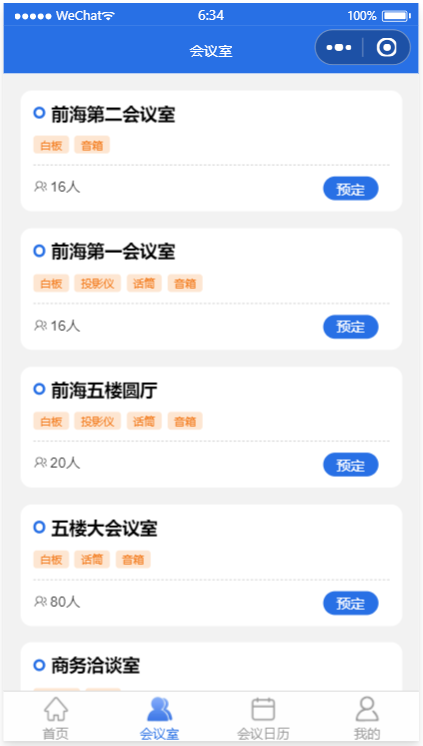 WeChat 6:34 100%
会议室
前海第二会议室
白板 音箱
16人 预定
前海第一会议室
白板 投影仪 话筒 音箱
16人 预定
前海五楼圆厅
白板 投影仪 话筒 音箱
20人 预定
五楼大会议室
白板 话筒 音箱
80人 预定
商务洽谈室
首页 会议室 会议日历 我的